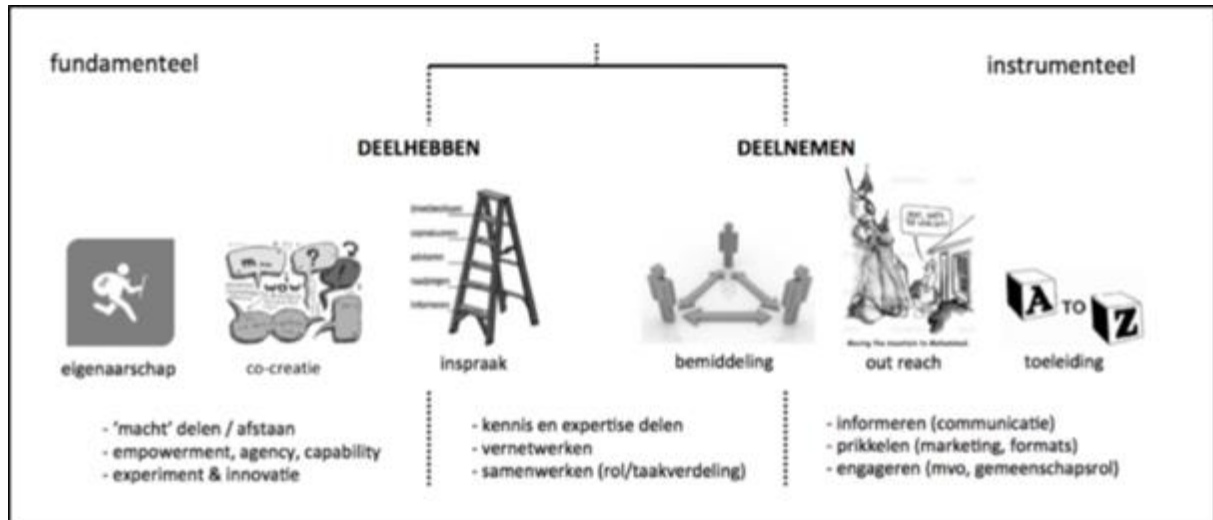 fundamenteel
instrumenteel
DEELHEBBEN
DEELNEMEN
A TO Z
eigenaarschap
co-creatie
inspraak
bemiddeling
out reach
toeleiding
- 'macht' delen / afstaan
- empowerment, agency, capability
- experiment & innovatie
- kennis en expertise delen
- vernetwerken
- samenwerken (rol/taakverdeling)
- informeren (communicatie)
- prikkelen (marketing, formats)
- engageren (mvo, gemeenschapsrol)